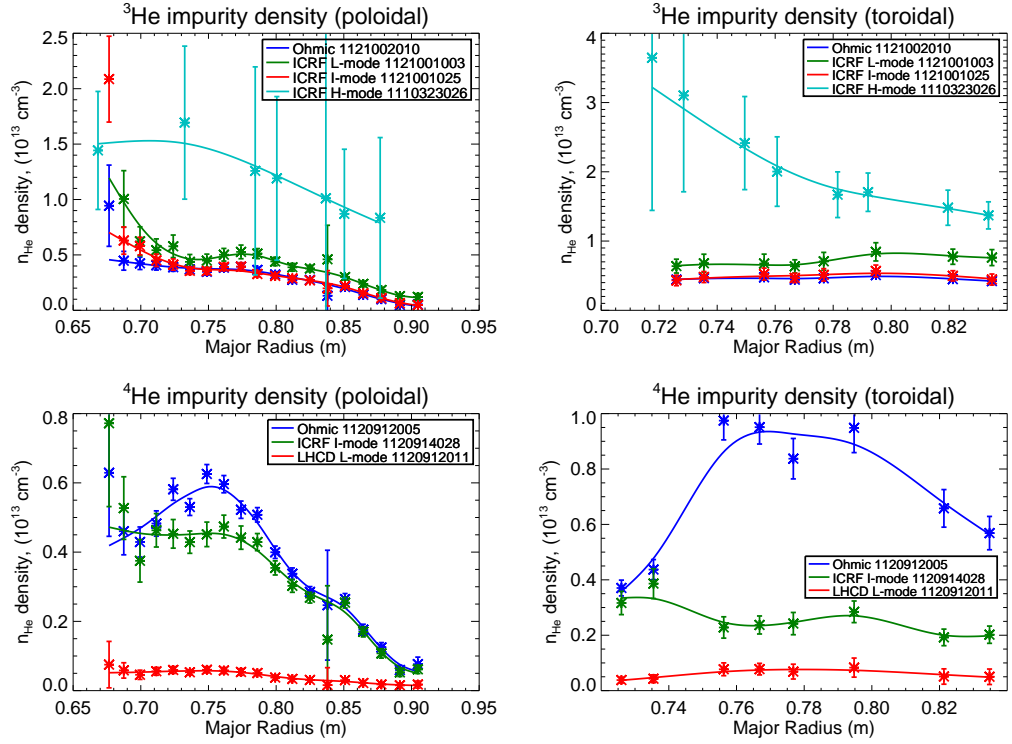 ³He impurity density (poloidal)
n_He density, (10¹³ cm⁻³)
2.5
2.0
1.5
1.0
0.5
0.0
Ohmic 1121002010
ICRF L-mode 1121001003
ICRF I-mode 1121001025
ICRF H-mode 1110323026
0.65 0.70 0.75 0.80 0.85 0.90 0.95
Major Radius (m)
³He impurity density (toroidal)
n_He density, (10¹³ cm⁻³)
4
3
2
1
0
Ohmic 1121002010
ICRF L-mode 1121001003
ICRF I-mode 1121001025
ICRF H-mode 1110323026
0.70 0.72 0.74 0.76 0.78 0.80 0.82
Major Radius (m)
⁴He impurity density (poloidal)
n_He density, (10¹³ cm⁻³)
0.8
0.6
0.4
0.2
0.0
Ohmic 1120912005
ICRF I-mode 1120914028
LHCD L-mode 1120912011
0.65 0.70 0.75 0.80 0.85 0.90 0.95
Major Radius (m)
⁴He impurity density (toroidal)
n_He density, (10¹³ cm⁻³)
1.0
0.8
0.6
0.4
0.2
0.0
Ohmic 1120912005
ICRF I-mode 1120914028
LHCD L-mode 1120912011
0.74 0.76 0.78 0.80 0.82
Major Radius (m)